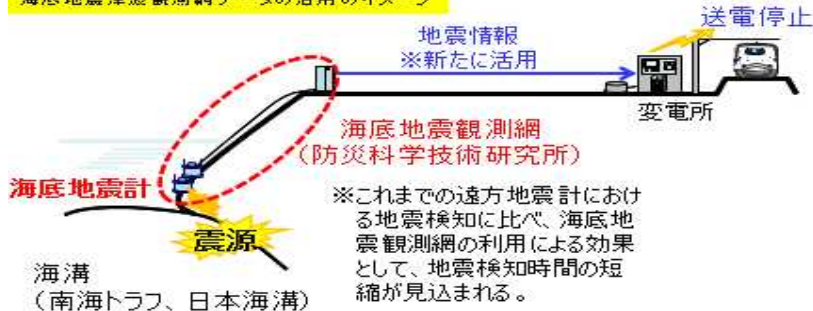 海底地震津波観測網データの活用のイメージ
送電停止
地震情報
※新たに活用
変電所
海底地震観測網
（防災科学技術研究所）
海底地震計
震源
※これまでの遠方地震計におけ
る地震検知に比べ、海底地
震観測網の利用による効果
として、地震検知時間の短
縮が見込まれる。
海溝
（南海トラフ、日本海溝）